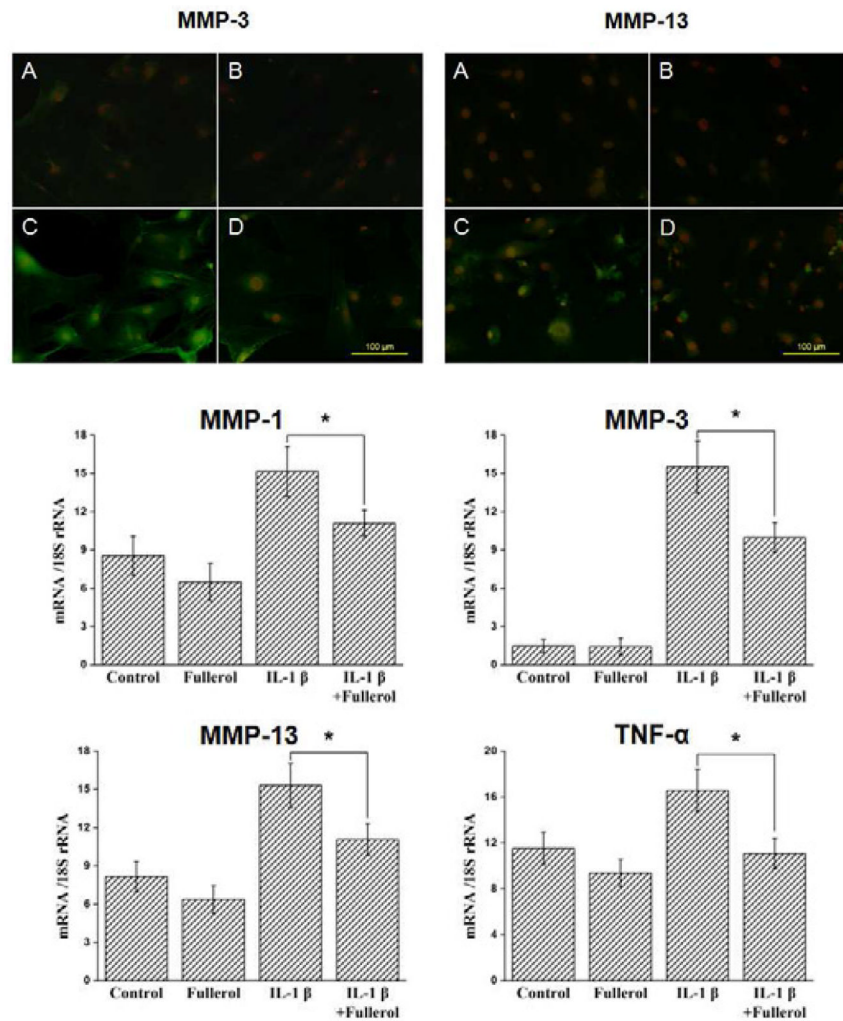 MMP-3
MMP-13
A
B
A
B
C
D
100 µm
C
D
100 µm
MMP-1
*
18
15
12
9
6
3
0
mRNA /18S rRNA
Control
Fullerol
IL-1 β
IL-1 β
+Fullerol
MMP-3
*
18
15
12
9
6
3
0
mRNA /18S rRNA
Control
Fullerol
IL-1 β
IL-1 β
+Fullerol
MMP-13
*
18
15
12
9
6
3
0
mRNA /18S rRNA
Control
Fullerol
IL-1 β
IL-1 β
+Fullerol
TNF-α
*
20
16
12
8
4
0
mRNA /18S rRNA
Control
Fullerol
IL-1 β
IL-1 β
+Fullerol